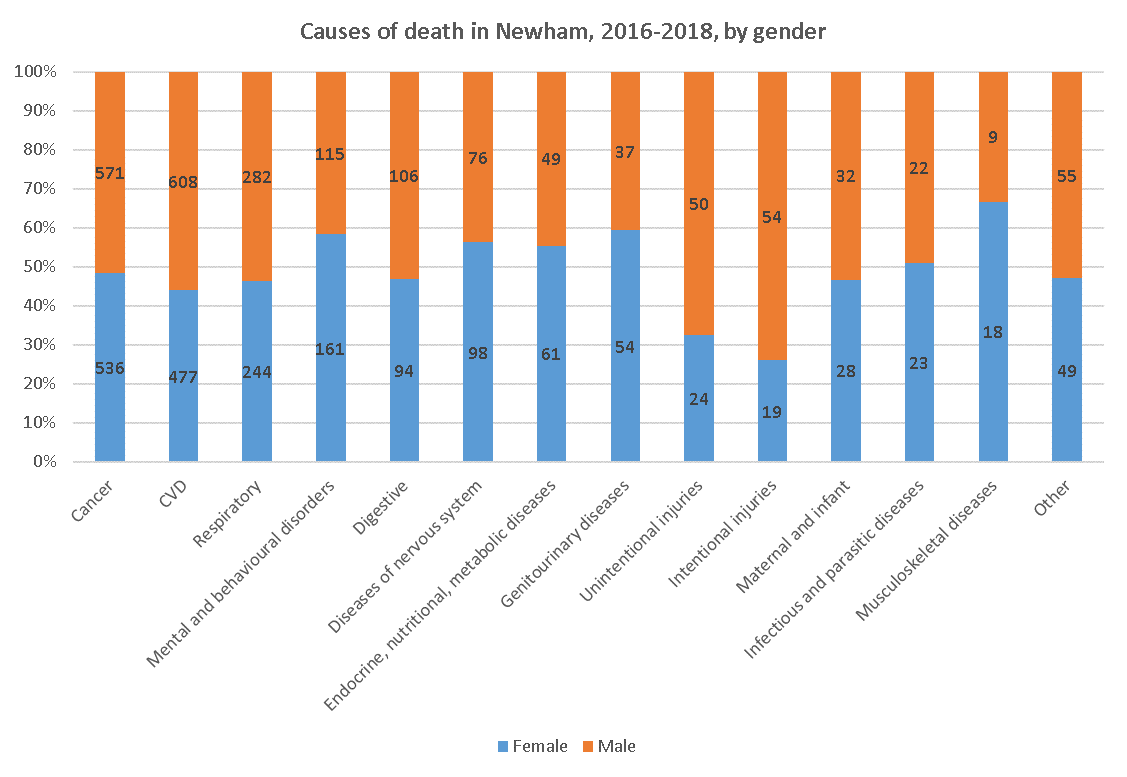 Causes of death in Newham, 2016-2018, by gender
100%
90%
80%
70%
60%
50%
40%
30%
20%
10%
0%
571 608 282 115 106 76 49 37 50 54 32 22 9 55
536 477 244 161 94 98 61 54 24 19 28 23 18 49
Cancer
CVD
Respiratory
Mental and behavioural disorders
Digestive
Diseases of nervous system
Endocrine, nutritional, metabolic diseases
Genitourinary diseases
Unintentional injuries
Intentional injuries
Maternal and infant
Infectious and parasitic diseases
Musculoskeletal diseases
Other
Female Male